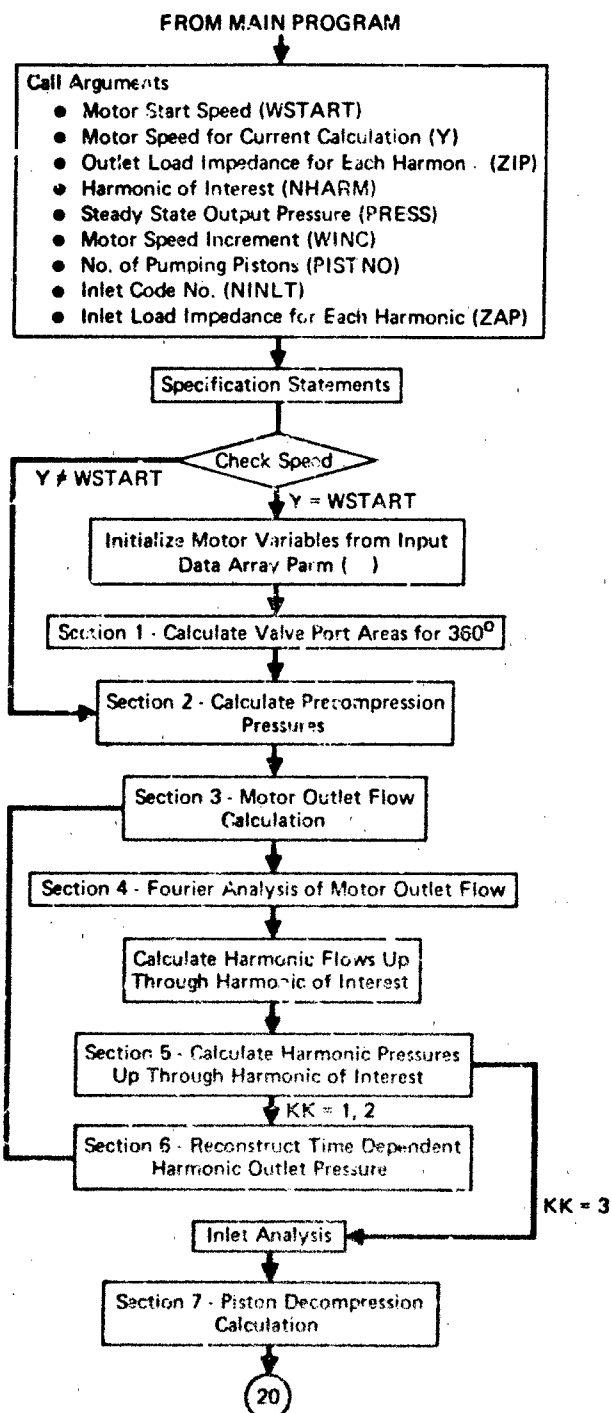 FROM MAIN PROGRAM
Call Arguments
● Motor Start Speed (WSTART)
● Motor Speed for Current Calculation (Y)
● Outlet Load Impedance for Each Harmon (ZIP)
● Harmonic of Interest (NHARM)
● Steady State Output Pressure (PRESS)
● Motor Speed Increment (WINC)
● No. of Pumping Pistons (PISTNO)
● Inlet Code No. (NINLT)
● Inlet Load Impedance for Each Harmonic (ZAP)
Specification Statements
Check Speed
Y ≠ WSTART
Y = WSTART
Initialize Motor Variables from Input
Data Array Parm ( )
Section 1 - Calculate Valve Port Areas for 360°
Section 2 - Calculate Precompression
Pressures
Section 3 - Motor Outlet Flow
Calculation
Section 4 - Fourier Analysis of Motor Outlet Flow
Calculate Harmonic Flows Up
Through Harmonic of Interest
Section 5 - Calculate Harmonic Pressures
Up Through Harmonic of Interest
KK = 1, 2
Section 6 - Reconstruct Time Dependent
Harmonic Outlet Pressure
KK = 3
Inlet Analysis
Section 7 - Piston Decompression
Calculation
20